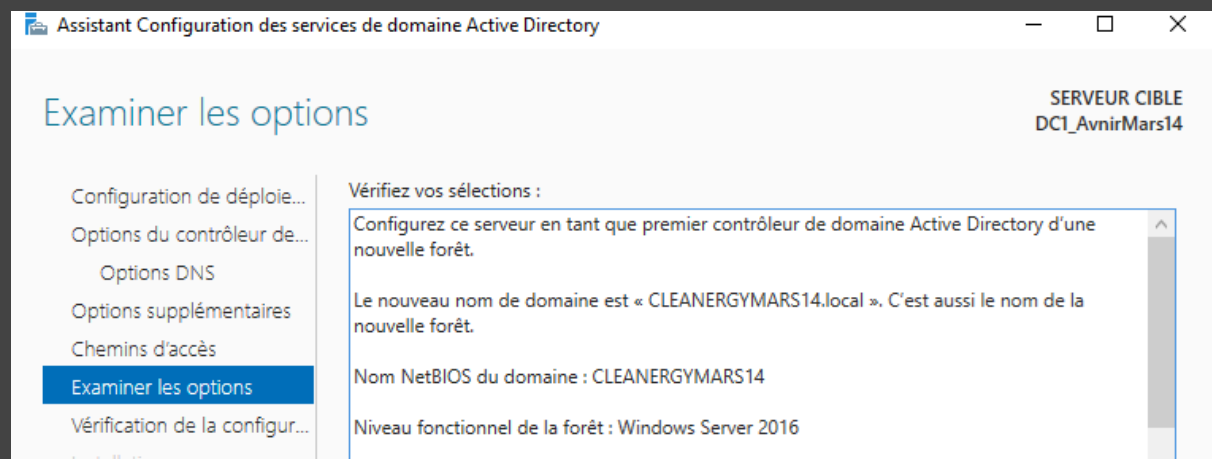 Assistant Configuration des services de domaine Active Directory
Examiner les options
SERVEUR CIBLE
DC1_AvnirMars14
Configuration de déploie...
Options du contrôleur de...
Options DNS
Options supplémentaires
Chemins d'accès
Examiner les options
Vérification de la configur...
Vérifiez vos sélections :
Configurez ce serveur en tant que premier contrôleur de domaine Active Directory d'une
nouvelle forêt.
Le nouveau nom de domaine est « CLEANERGYMARS14.local ». C'est aussi le nom de la
nouvelle forêt.
Nom NetBIOS du domaine : CLEANERGYMARS14
Niveau fonctionnel de la forêt : Windows Server 2016